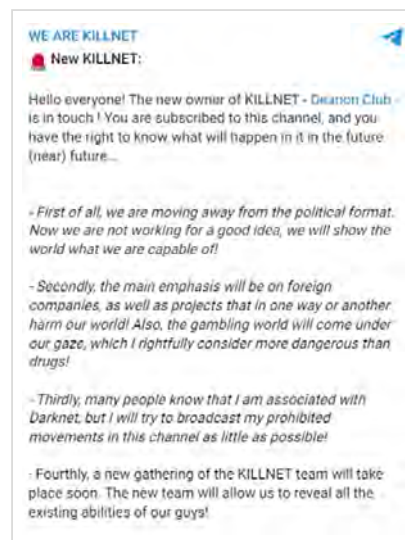 WE ARE KILLNET
New KILLNET:
Hello everyone! The new owner of KILLNET - Deanon Club -
is in touch ! You are subscribed to this channel, and you
have the right to know what will happen in it in the future
(near) future...
- First of all, we are moving away from the political format.
Now we are not working for a good idea, we will show the
world what we are capable of!
- Secondly, the main emphasis will be on foreign
companies, as well as projects that in one way or another
harm our world! Also, the gambling world will come under
our gaze, which I rightfully consider more dangerous than
drugs!
- Thirdly, many people know that I am associated with
Darknet, but I will try to broadcast my prohibited
movements in this channel as little as possible!
- Fourthly, a new gathering of the KILLNET team will take
place soon. The new team will allow us to reveal all the
existing abilities of our guys!